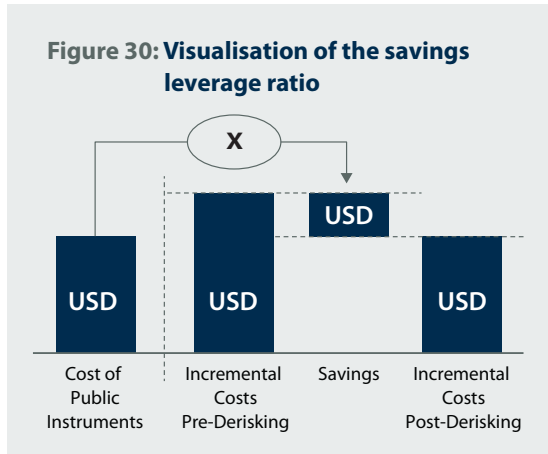 Figure 30: Visualisation of the savings
leverage ratio
X
USD
USD
USD
USD
Cost of
Public
Instruments
Incremental
Costs
Pre-Derisking
Savings
Incremental
Costs
Post-Derisking